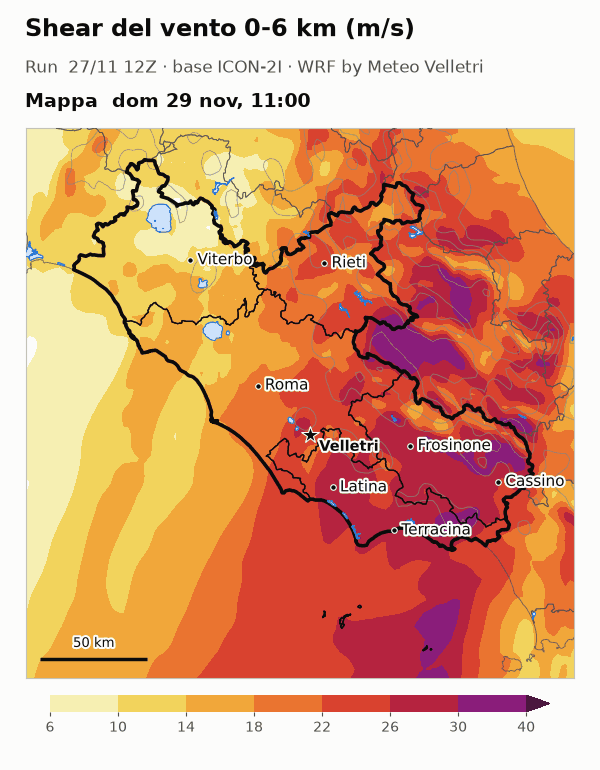 Shear del vento 0-6 km (m/s)
Run  27/11 12Z · base ICON-2I · WRF by Meteo Velletri
Mappa  dom 29 nov, 11:00
Viterbo
Rieti
Roma
Velletri
Frosinone
Cassino
Latina
Terracina
50 km
6 10 14 18 22 26 30 40